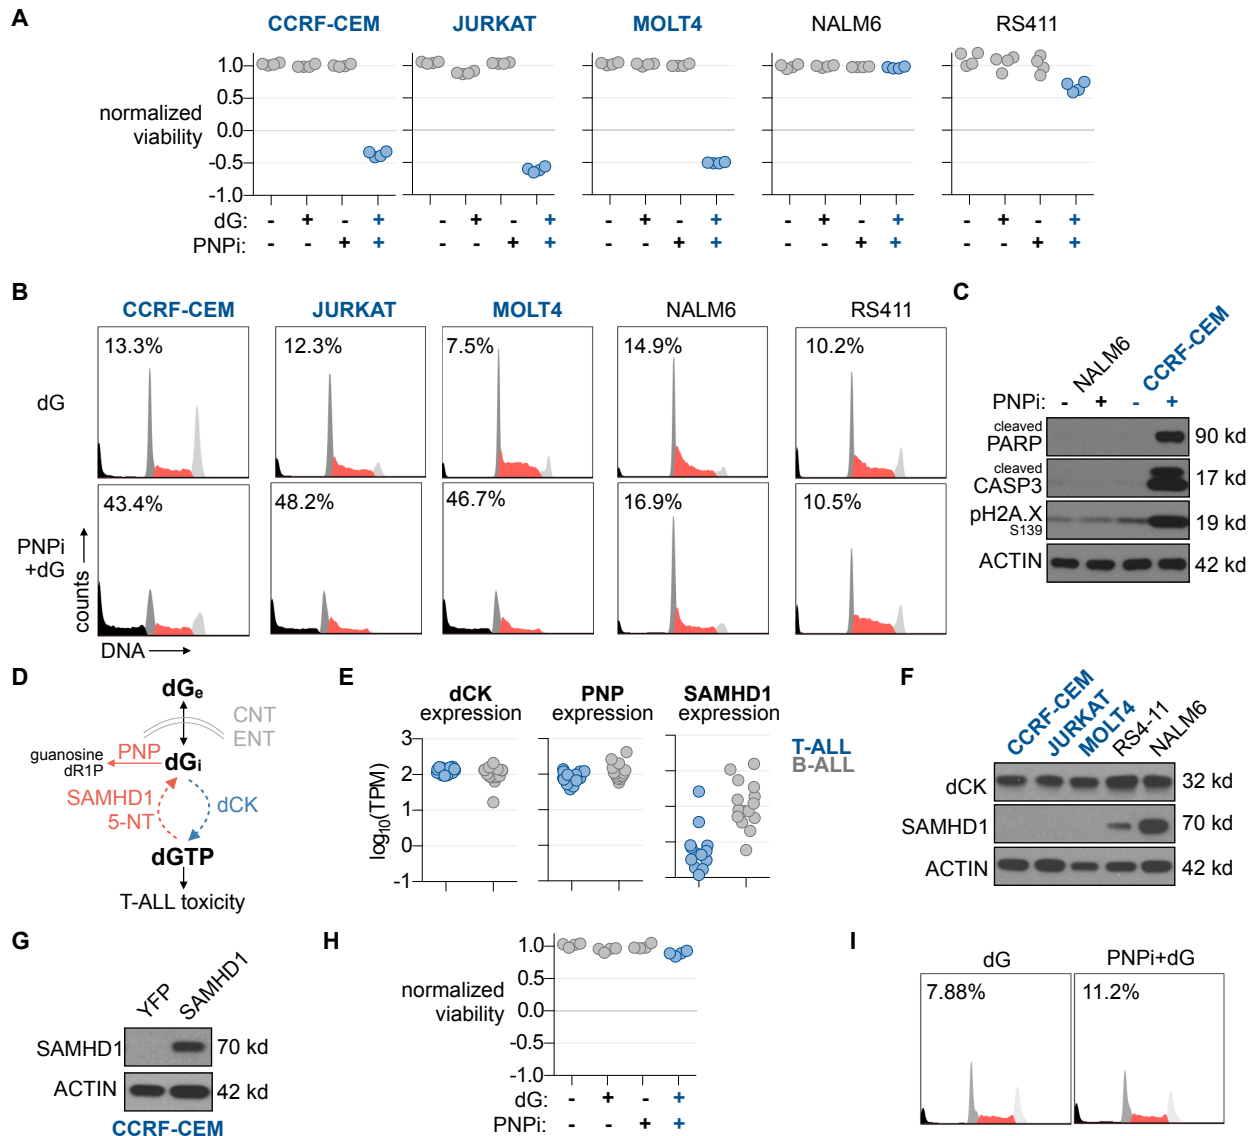 A
CCRF-CEM JURKAT MOLT4 NALM6 RS411
normalized
viability
1.0
0.5
0.0
-0.5
-1.0
dG: - + - + - + - + - + - + - + - + - + - +
PNPi: - - + + - - + + - - + + - - + + - - + +
B
CCRF-CEM JURKAT MOLT4 NALM6 RS411
dG
13.3% 12.3% 7.5% 14.9% 10.2%
PNPi
+dG
43.4% 48.2% 46.7% 16.9% 10.5%
counts
DNA
C
NALM6 CCRF-CEM
PNPi: - + - +
cleaved
PARP 90 kd
cleaved
CASP3 17 kd
pH2A.X
S139
19 kd
ACTIN 42 kd
D
dGe
CNT
ENT
guanosine
dR1P
PNP
dGi
SAMHD1
5-NT
dCK
dGTP
T-ALL toxicity
E
dCK
expression
PNP
expression
SAMHD1
expression
T-ALL
B-ALL
log10(TPM)
3
2
1
0
-1
F
CCRF-CEM JURKAT MOLT4 RS4-11 NALM6
dCK 32 kd
SAMHD1 70 kd
ACTIN 42 kd
G
YFP SAMHD1
SAMHD1 70 kd
ACTIN 42 kd
CCRF-CEM
H
normalized
viability
1.0
0.5
0.0
-0.5
-1.0
dG: - + - +
PNPi: - - + +
I
dG PNPi+dG
7.88% 11.2%